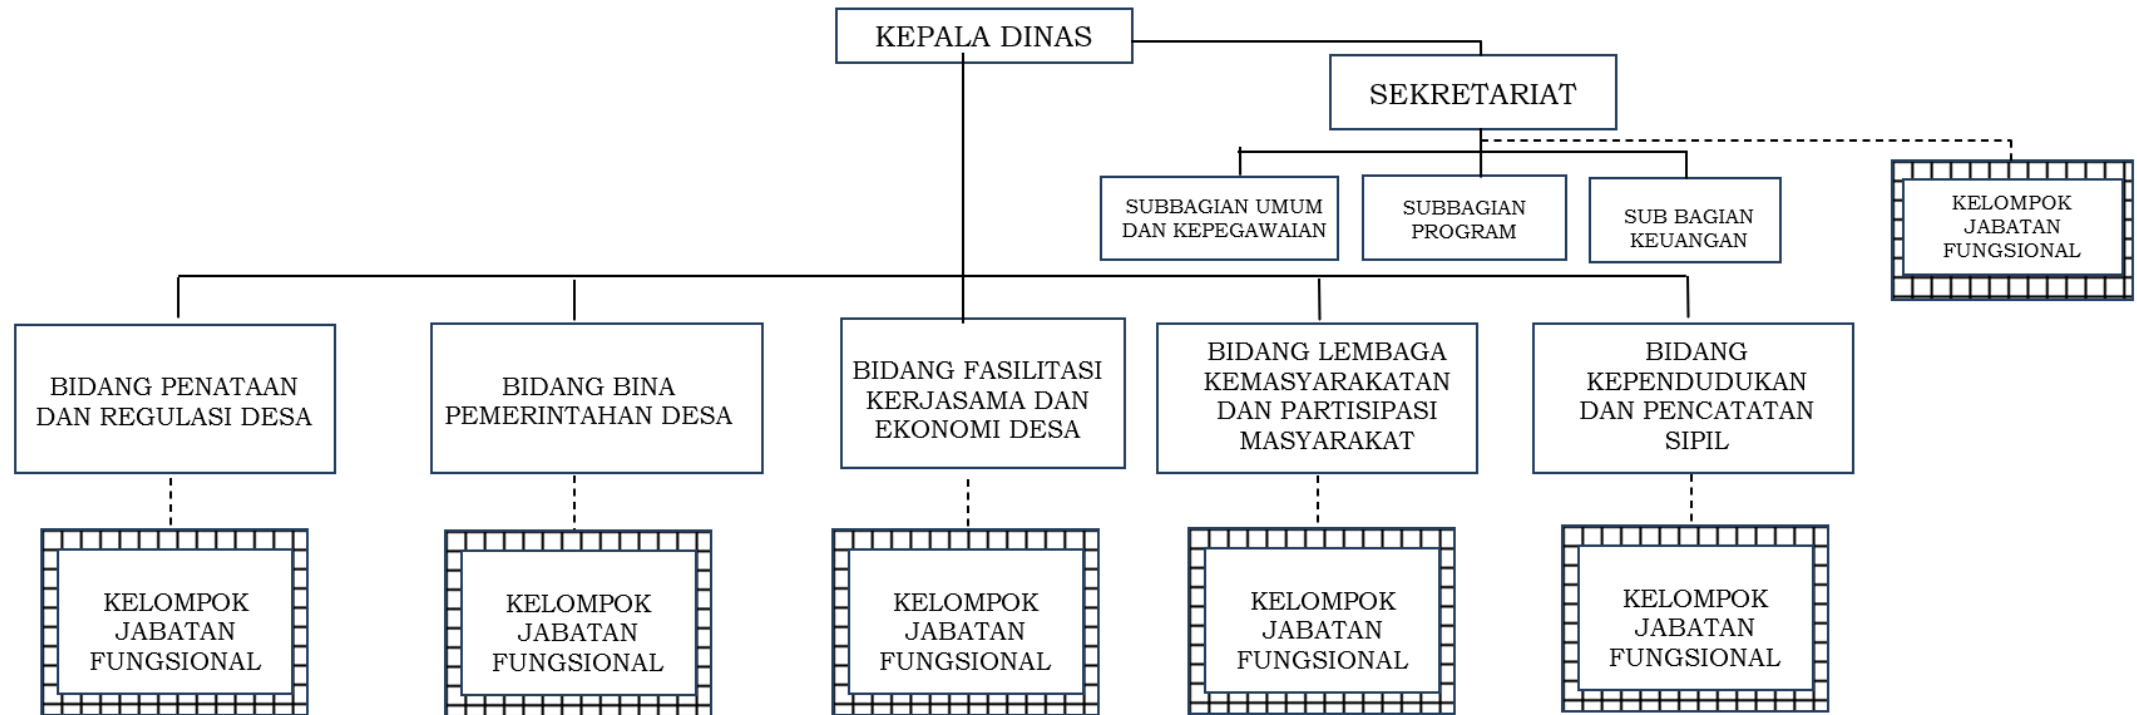 KEPALA DINAS
SEKRETARIAT
SUBBAGIAN UMUM
DAN KEPEGAWAIAN
SUBBAGIAN
PROGRAM
SUB BAGIAN
KEUANGAN
KELOMPOK
JABATAN
FUNGSIONAL
BIDANG PENATAAN
DAN REGULASI DESA
BIDANG BINA
PEMERINTAHAN DESA
BIDANG FASILITASI
KERJASAMA DAN
EKONOMI DESA
BIDANG LEMBAGA
KEMASYARAKATAN
DAN PARTISIPASI
MASYARAKAT
BIDANG
KEPENDUDUKAN
DAN PENCATATAN
SIPIL
KELOMPOK
JABATAN
FUNGSIONAL
KELOMPOK
JABATAN
FUNGSIONAL
KELOMPOK
JABATAN
FUNGSIONAL
KELOMPOK
JABATAN
FUNGSIONAL
KELOMPOK
JABATAN
FUNGSIONAL